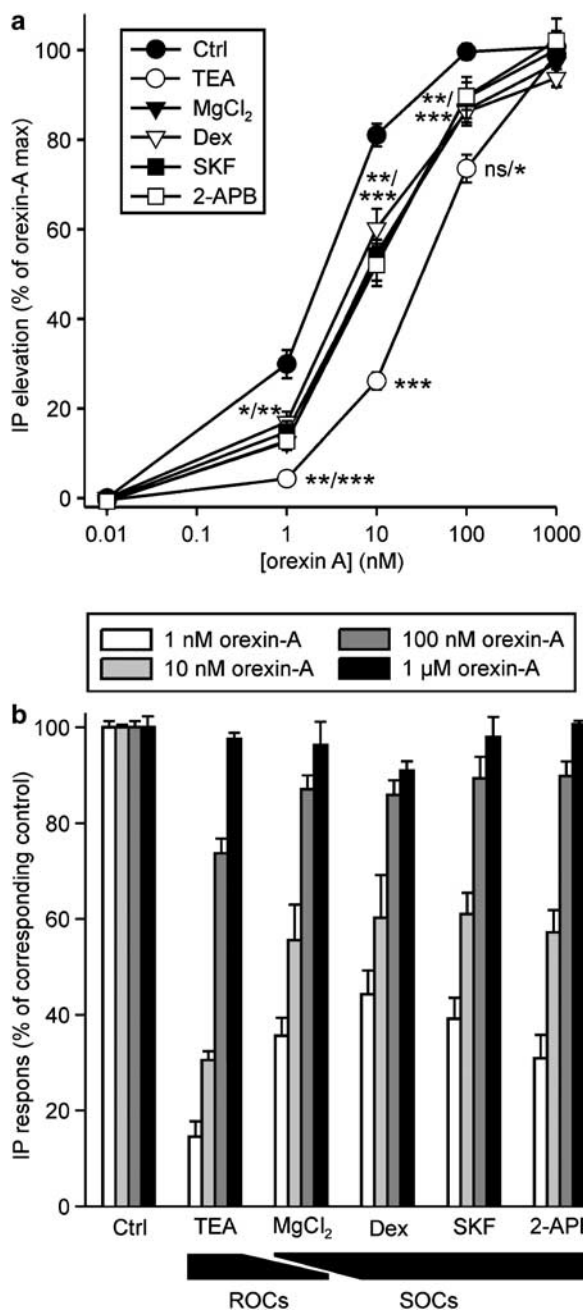 a
IP elevation (% of orexin-A max)
100
80
60
40
20
0
Ctrl
TEA
MgCl₂
Dex
SKF
2-APB
**/
***
**/
***
ns/*
***
*/**
**/***
0.01 0.1 1 10 100 1000
[orexin A] (nM)
1 nM orexin-A 100 nM orexin-A
10 nM orexin-A 1 µM orexin-A
b
IP respons (% of corresponding control)
100
80
60
40
20
0
Ctrl TEA MgCl₂ Dex SKF 2-APB
ROCs SOCs